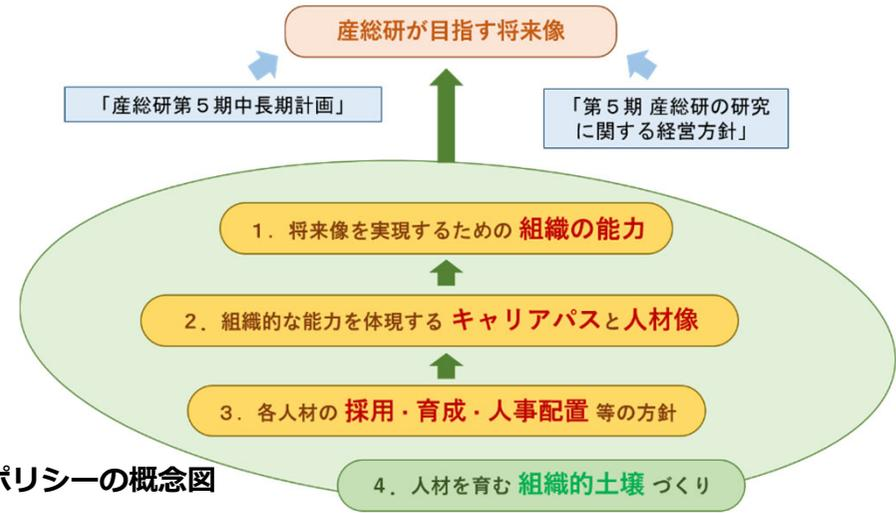 産総研が目指す将来像
「産総研第5期中長期計画」
「第5期 産総研の研究
に関する経営方針」
1. 将来像を実現するための 組織の能力
2. 組織的な能力を体現する キャリアパスと人材像
3. 各人材の 採用・育成・人事配置 等の方針
4. 人材を育む 組織的土壌 づくり
ポリシーの概念図